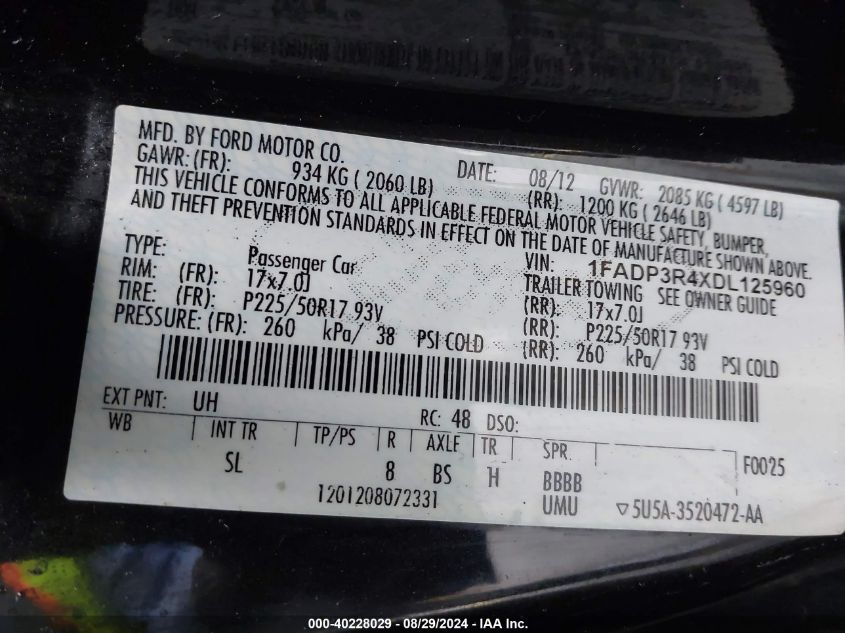 MFD. BY FORD MOTOR CO. DATE: 08/12 GVWR: 2085 KG ( 4597 LB)
GAWR: (FR): 934 KG ( 2060 LB) (RR): 1200 KG ( 2646 LB)
THIS VEHICLE CONFORMS TO ALL APPLICABLE FEDERAL MOTOR VEHICLE SAFETY, BUMPER,
AND THEFT PREVENTION STANDARDS IN EFFECT ON THE DATE OF MANUFACTURE SHOWN ABOVE.
VIN: 1FADP3R4XDL125960
TYPE: Passenger Car TRAILER TOWING SEE OWNER GUIDE
RIM: (FR): 17x7.0J (RR): 17x7.0J
TIRE: (FR): P225/50R17 93V (RR): P225/50R17 93V
PRESSURE: (FR): 260 kPa/ 38 PSI COLD (RR): 260 kPa/ 38 PSI COLD
EXT PNT: UH RC: 48 DSO:
WB INT TR TP/PS R AXLE TR SPR F0025
SL 8 BS H BBBB
1201208072331 UMU ▽5U5A-3520472-AA
000-40228029 - 08/29/2024 - IAA Inc.